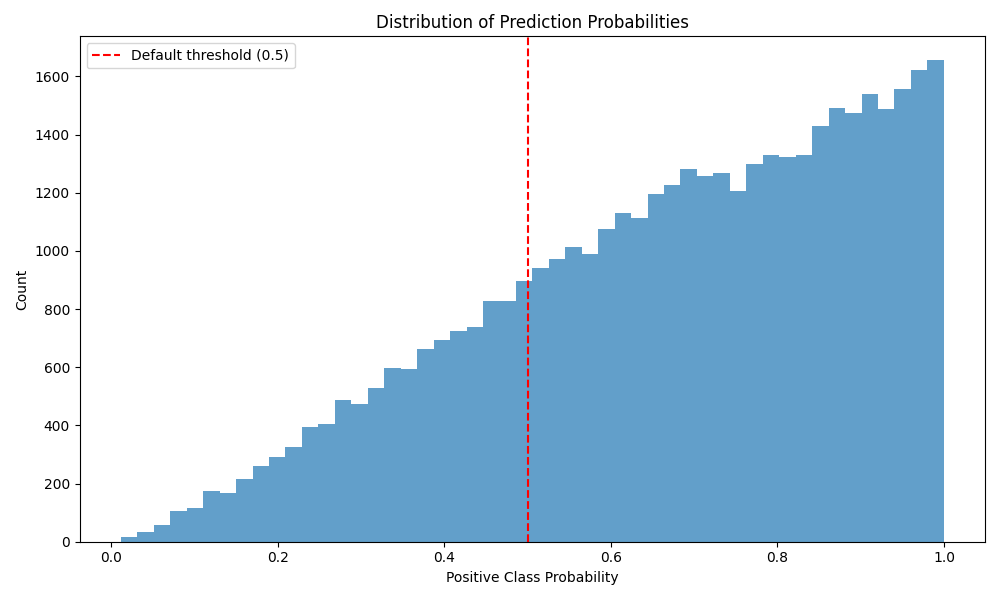 Distribution of Prediction Probabilities
Default threshold (0.5)
1600
1400
1200
1000
800
600
400
200
0
Count
0.0 0.2 0.4 0.6 0.8 1.0
Positive Class Probability